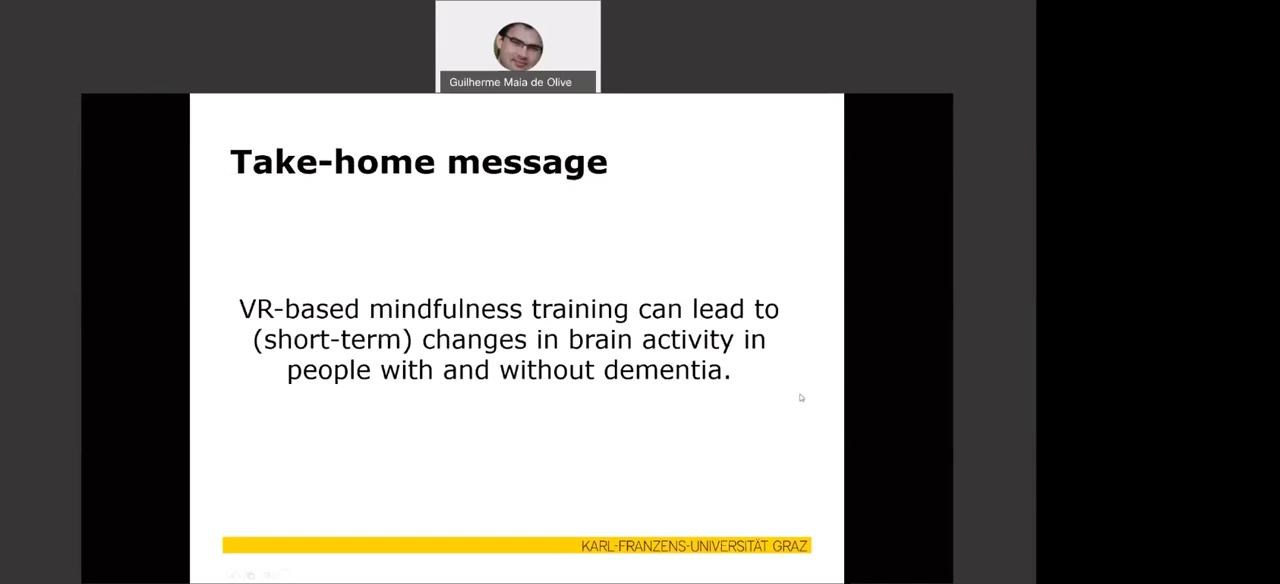 Guilherme Maia de Olive
Take-home message
VR-based mindfulness training can lead to
(short-term) changes in brain activity in
people with and without dementia.
KARL-FRANZENS-UNIVERSITÄT GRAZ